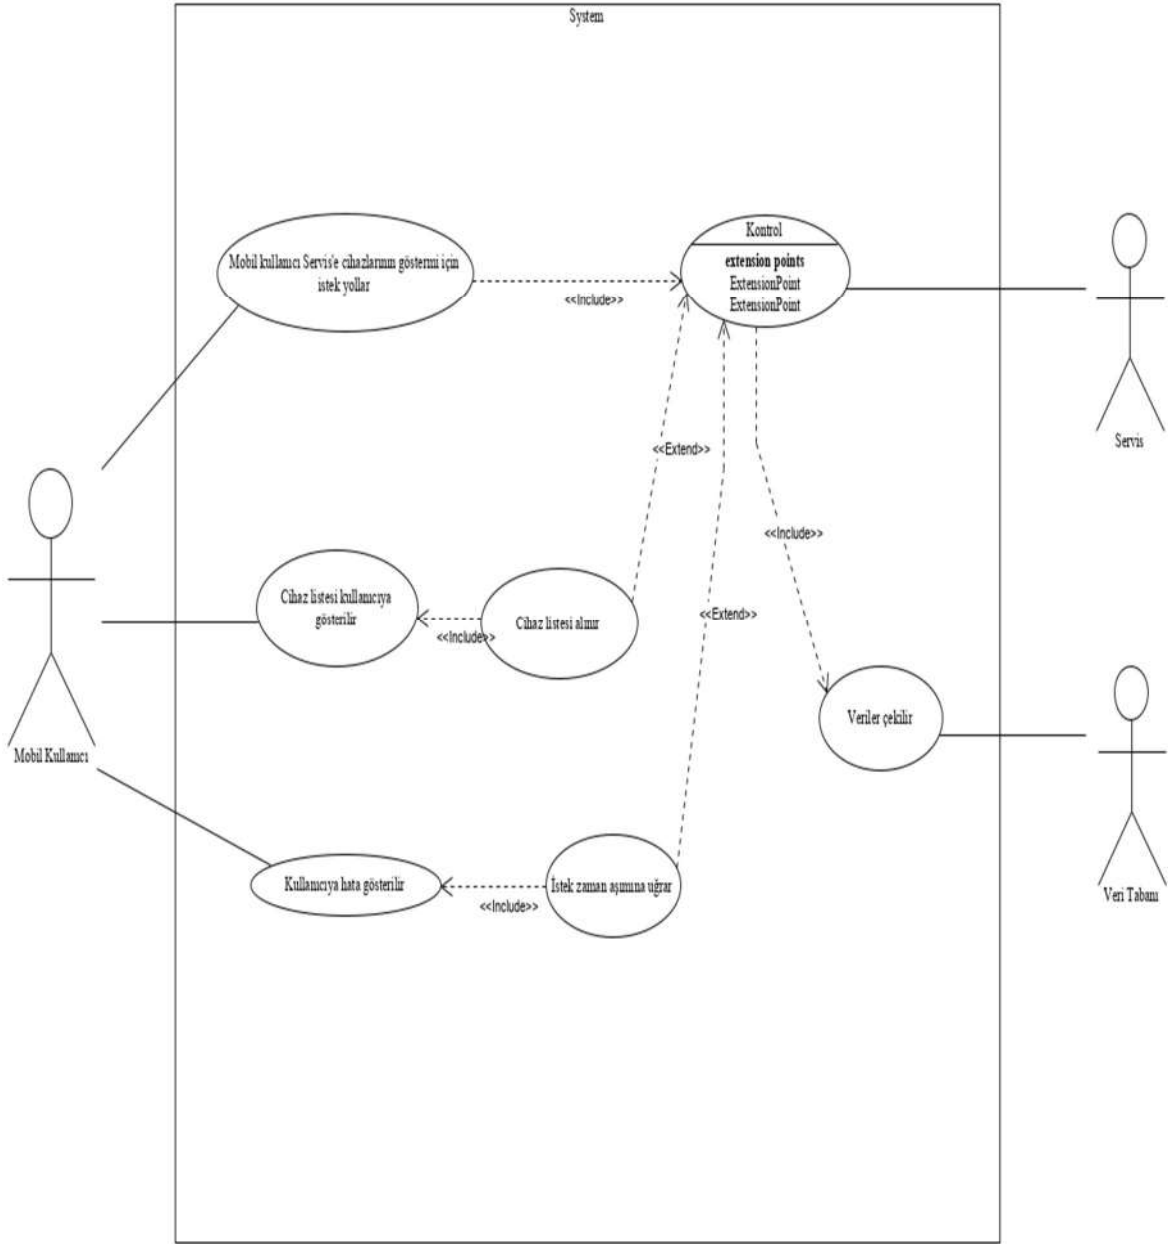 System
Mobil kullanıcı Servis'e cihazlarının göstermi için
istek yollar
<<Include>>
Kontrol
extension points
ExtensionPoint
ExtensionPoint
Servis
<<Extend>>
<<Include>>
Cihaz listesi kullanıcıya
gösterilir
<<Include>>
Cihaz listesi alınır
<<Extend>>
Veriler çekilir
Mobil Kullanıcı
Kullanıcıya hata gösterilir
<<Include>>
İstek zaman aşımına uğrar
Veri Tabanı